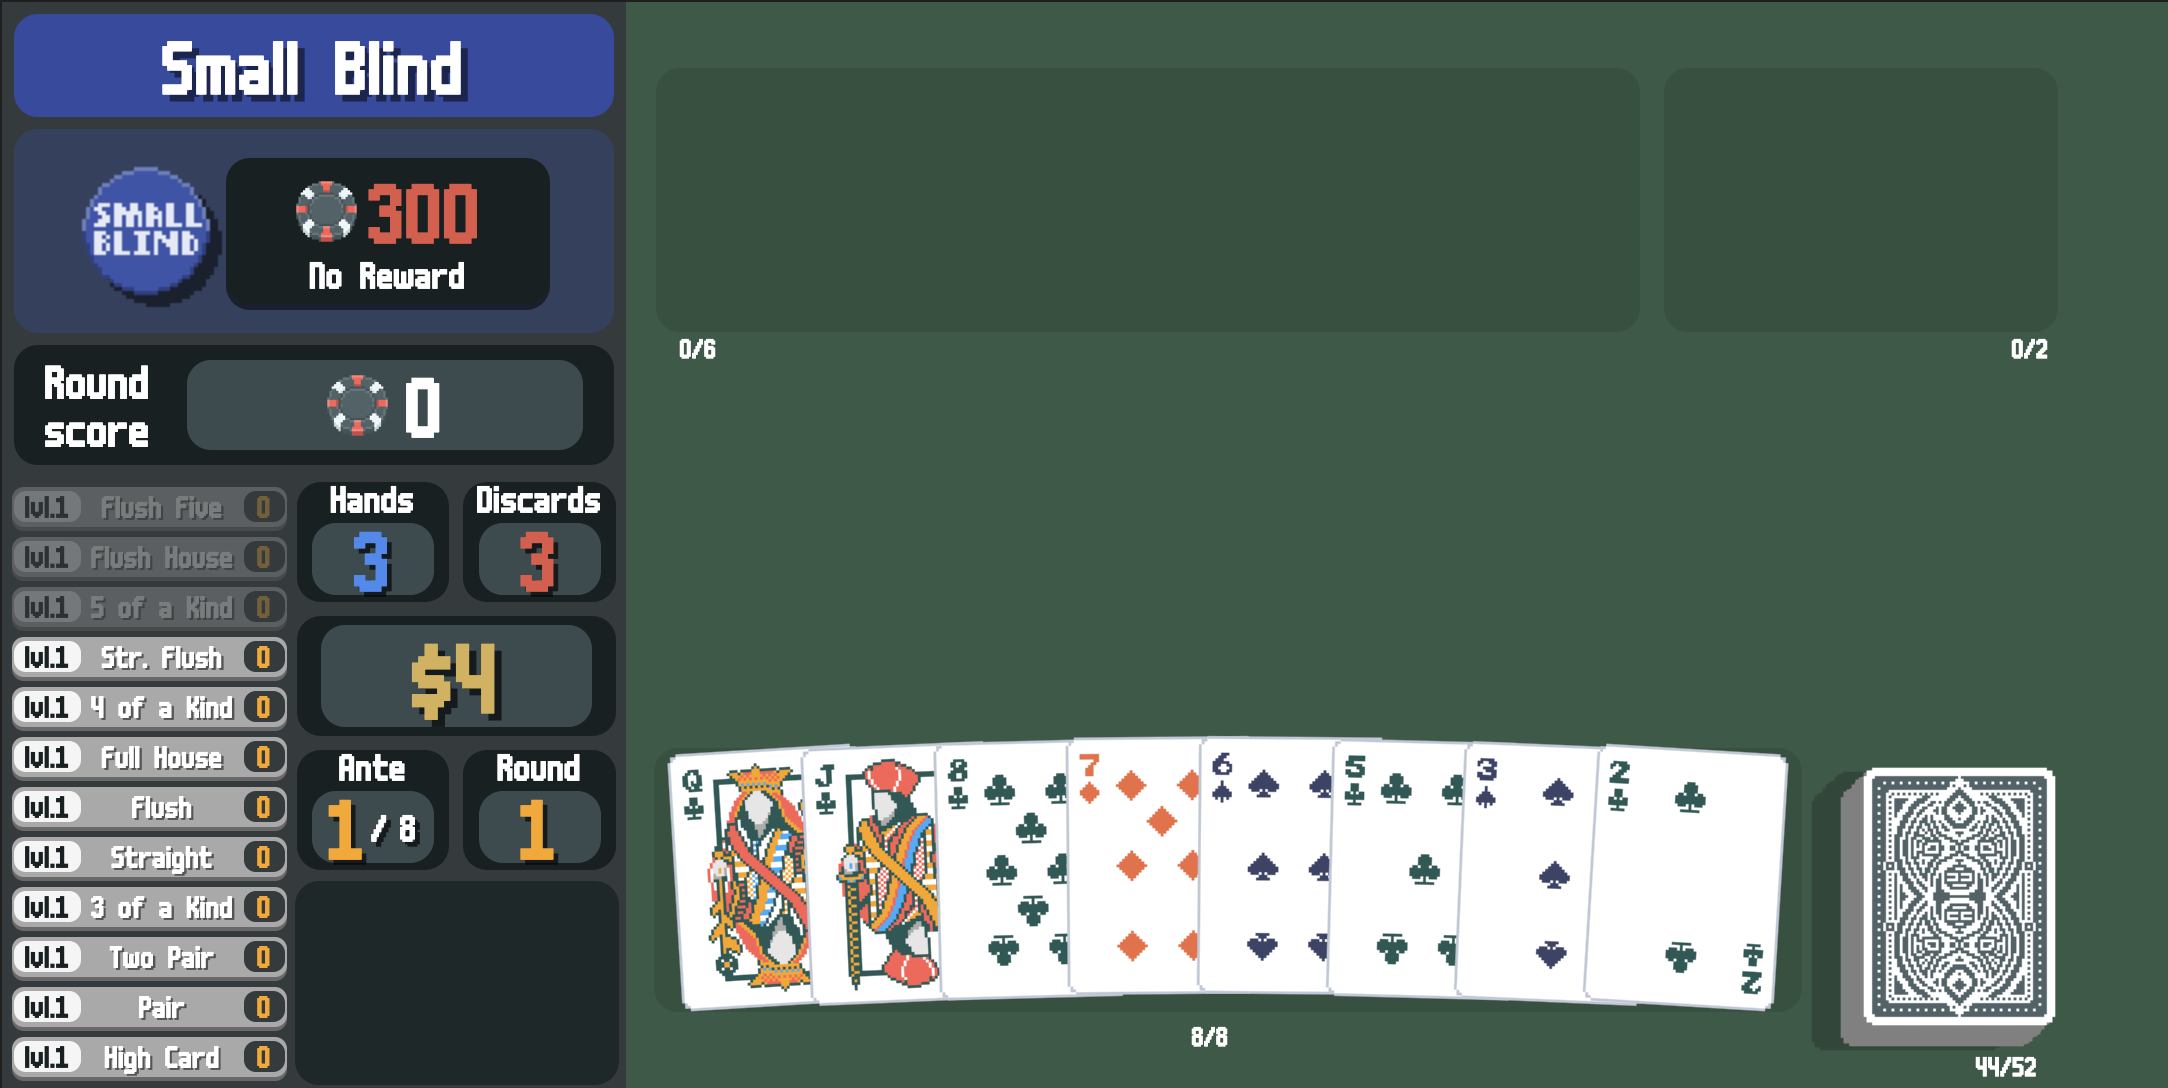 Small Blind
SMALL
BLIND
300
No Reward
Round
score
0
lvl.1 Flush Five 0
lvl.1 Flush House 0
lvl.1 5 of a Kind 0
lvl.1 Str. Flush 0
lvl.1 4 of a Kind 0
lvl.1 Full House 0
lvl.1 Flush 0
lvl.1 Straight 0
lvl.1 3 of a Kind 0
lvl.1 Two Pair 0
lvl.1 Pair 0
lvl.1 High Card 0
Hands
3
Discards
3
$4
Ante
1 / 8
Round
1
0/6
0/2
Q
J
8
7
6
5
3
2
2
8/8
44/52